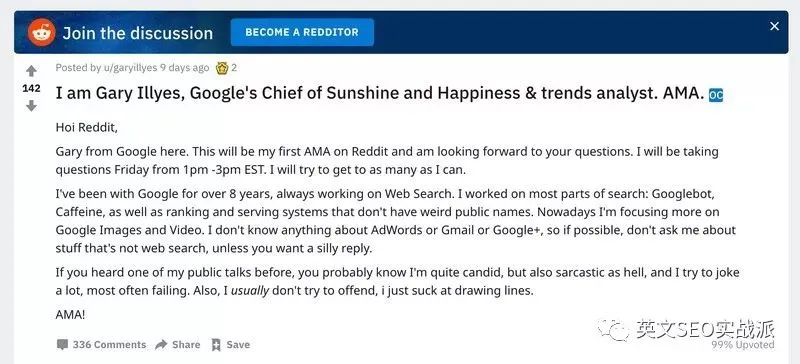 Join the discussion
BECOME A REDDITOR
Posted by u/garyillyes 9 days ago 2
142
I am Gary Illyes, Google's Chief of Sunshine and Happiness & trends analyst. AMA. OC
Hoi Reddit,
Gary from Google here. This will be my first AMA on Reddit and am looking forward to your questions. I will be taking
questions Friday from 1pm -3pm EST. I will try to get to as many as I can.
I've been with Google for over 8 years, always working on Web Search. I worked on most parts of search: Googlebot,
Caffeine, as well as ranking and serving systems that don't have weird public names. Nowadays I'm focusing more on
Google Images and Video. I don't know anything about AdWords or Gmail or Google+, so if possible, don't ask me about
stuff that's not web search, unless you want a silly reply.
If you heard one of my public talks before, you probably know I'm quite candid, but also sarcastic as hell, and I try to joke
a lot, most often failing. Also, I usually don't try to offend, i just suck at drawing lines.
AMA!
336 Comments Share Save
99% Upvoted
英文SEO实战派